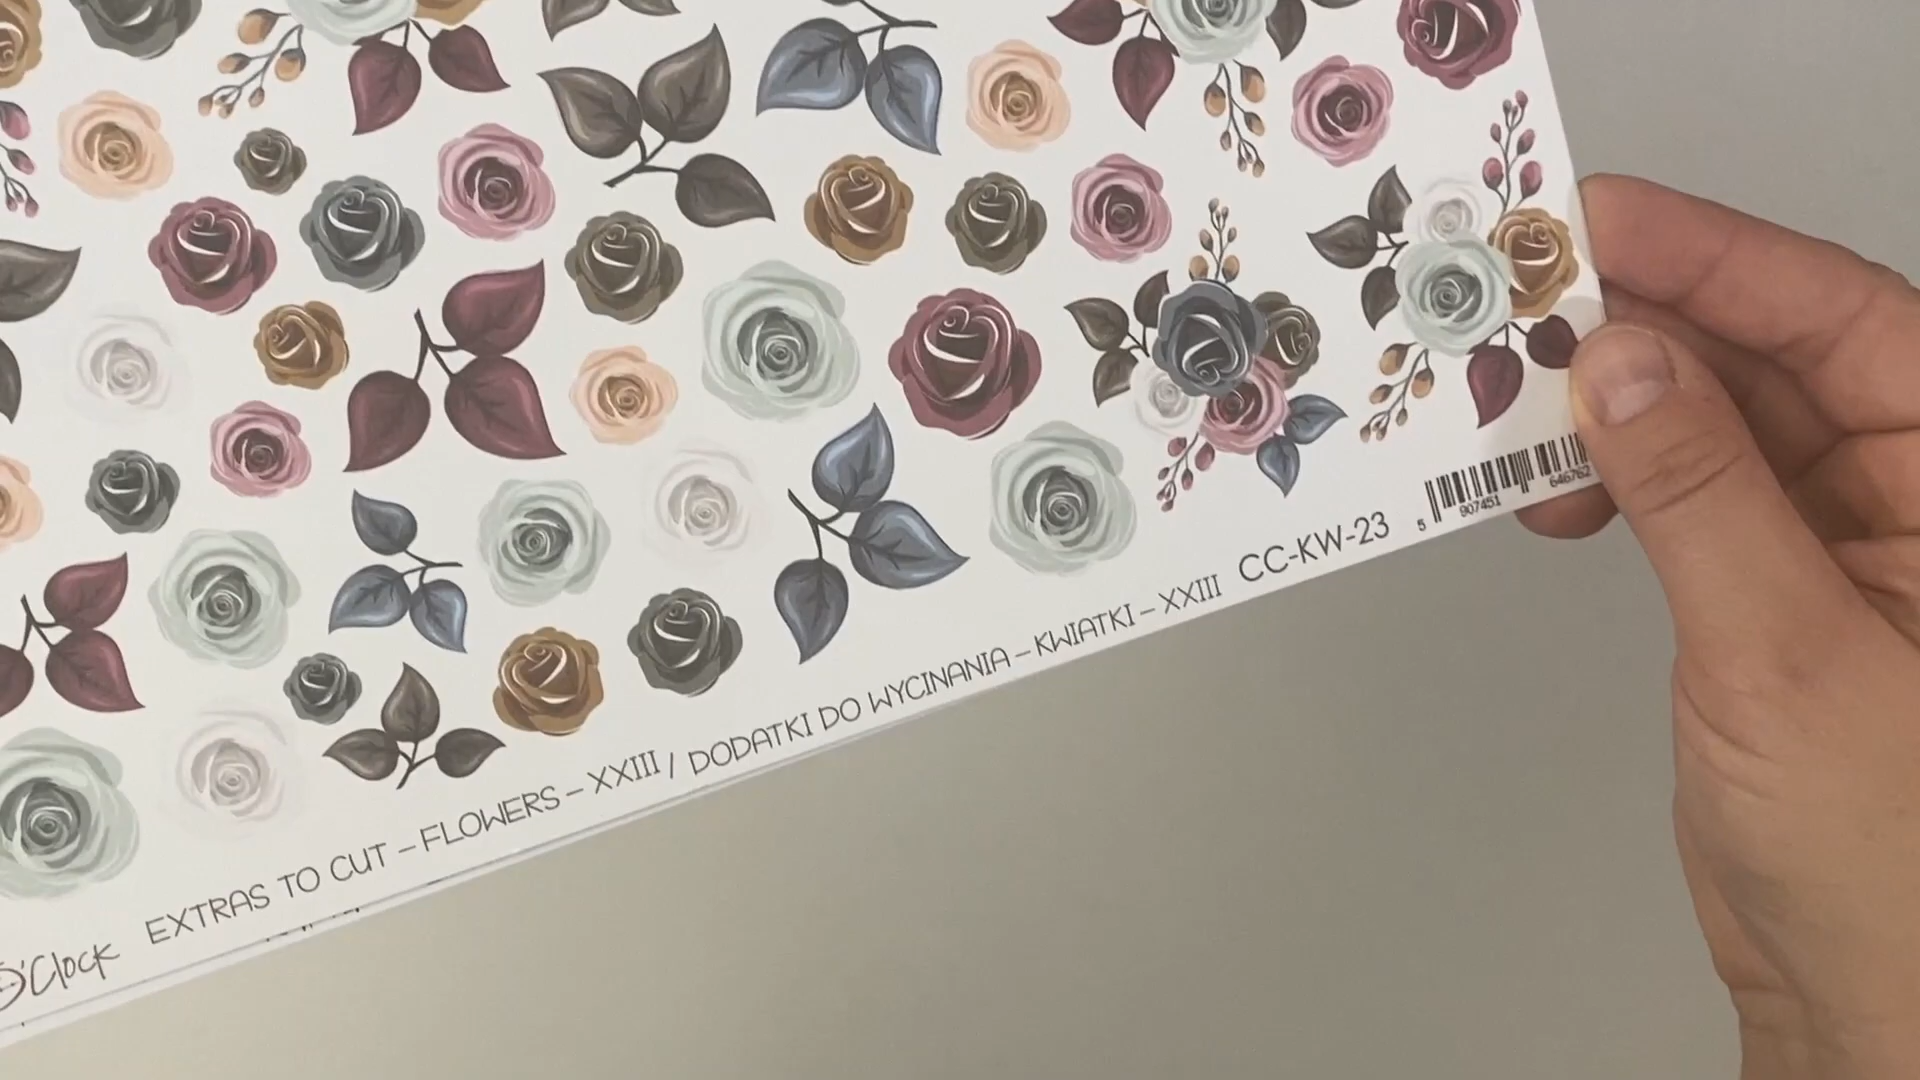 O'Clock EXTRAS TO CUT – FLOWERS – XXIII / DODATKI DO WYCINANIA – KWIATKI – XXIII CC-KW-23
5 907451 646762